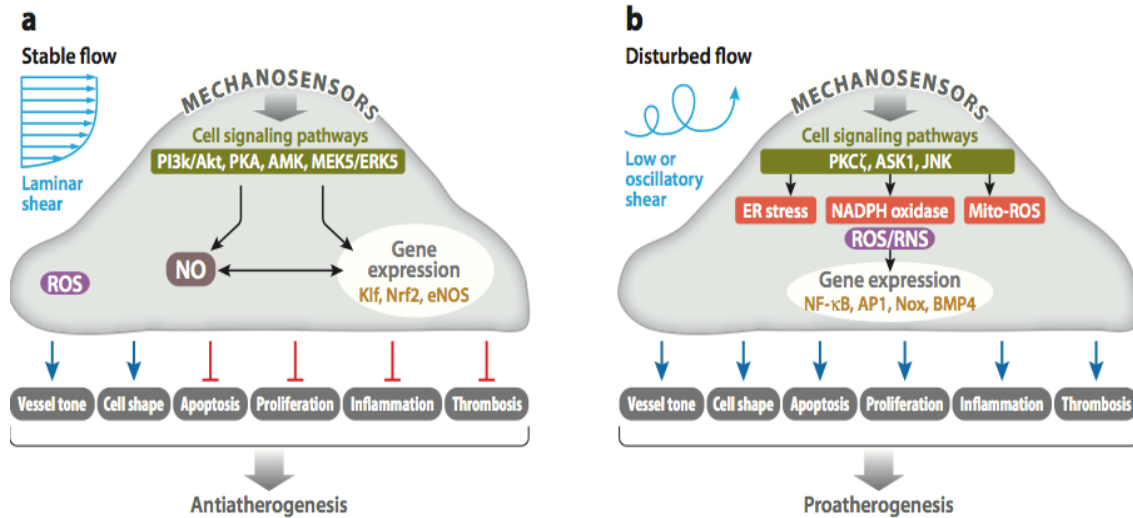 a
Stable flow
MECHANOSENSORS
Cell signaling pathways
PI3k/Akt, PKA, AMK, MEK5/ERK5
Laminar
shear
ROS
NO
Gene
expression
Klf, Nrf2, eNOS
Vessel tone
Cell shape
Apoptosis
Proliferation
Inflammation
Thrombosis
Antiatherogenesis
b
Disturbed flow
MECHANOSENSORS
Cell signaling pathways
PKCζ, ASK1, JNK
Low or
oscillatory
shear
ER stress
NADPH oxidase
Mito-ROS
ROS/RNS
Gene expression
NF-κB, AP1, Nox, BMP4
Vessel tone
Cell shape
Apoptosis
Proliferation
Inflammation
Thrombosis
Proatherogenesis